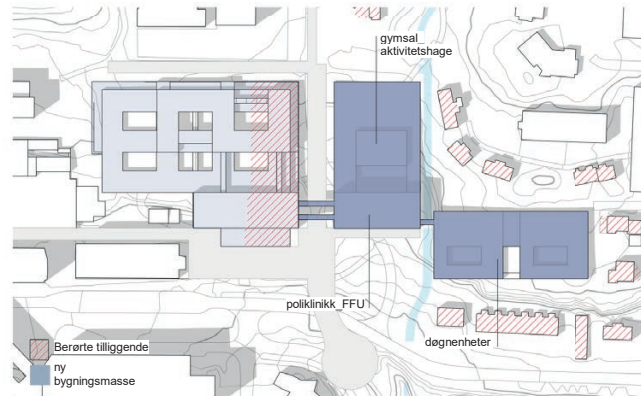 gymsal_
aktivitetshage
poliklinikk_FFU
døgnenheter
Berørte tilliggende
ny
bygningsmasse